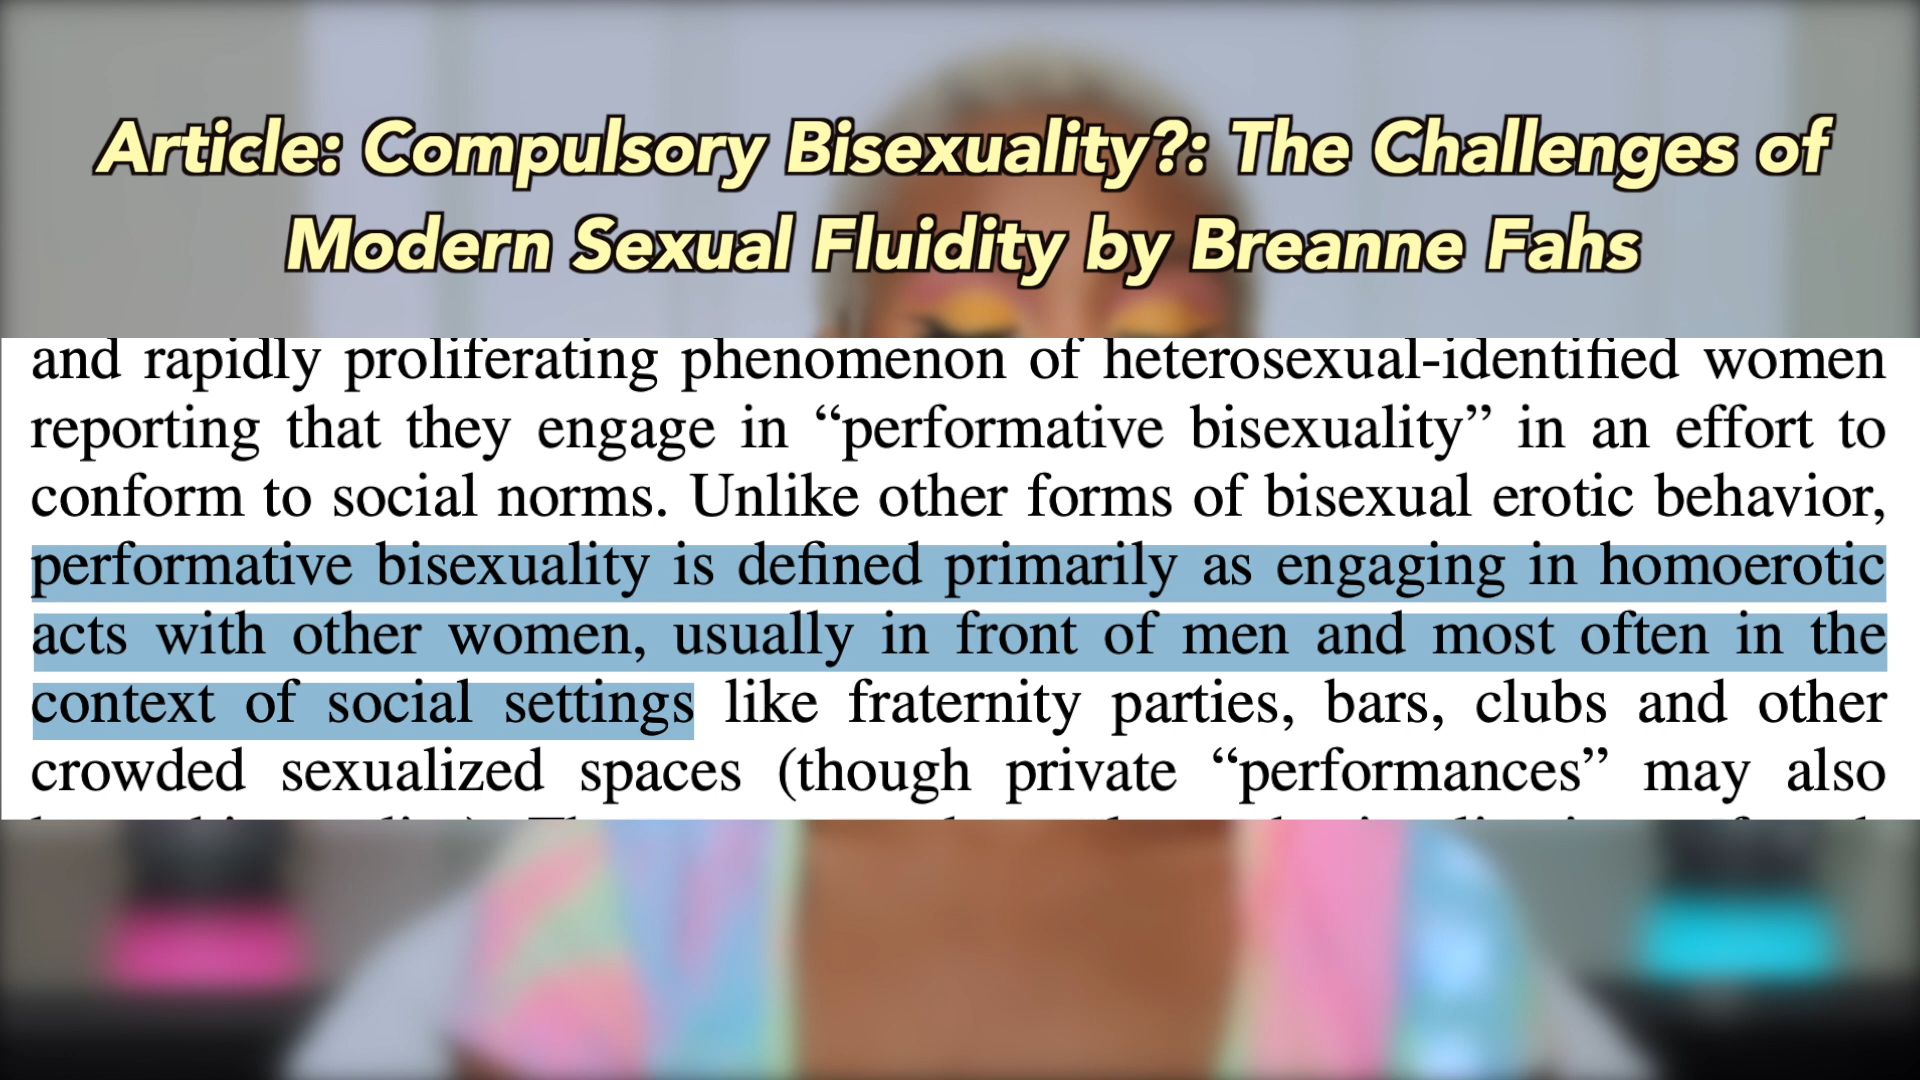 Article: Compulsory Bisexuality?: The Challenges of
Modern Sexual Fluidity by Breanne Fahs
and rapidly proliferating phenomenon of heterosexual-identified women
reporting that they engage in “performative bisexuality” in an effort to
conform to social norms. Unlike other forms of bisexual erotic behavior,
performative bisexuality is defined primarily as engaging in homoerotic
acts with other women, usually in front of men and most often in the
context of social settings like fraternity parties, bars, clubs and other
crowded sexualized spaces (though private “performances” may also